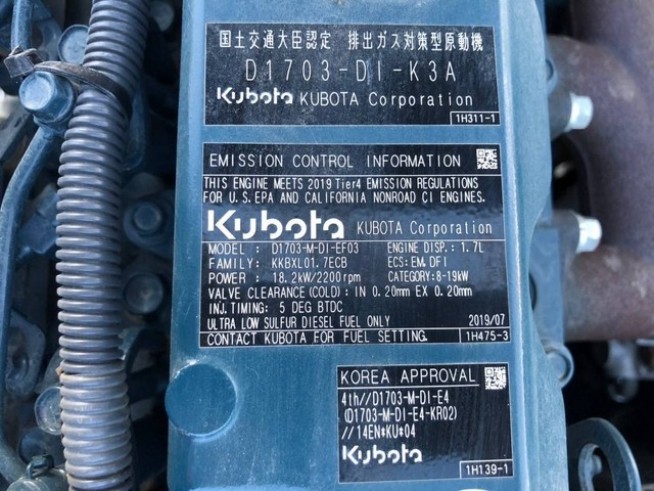 国土交通大臣認定 排出ガス対策型原動機
D1703-DI-K3A
Kubota KUBOTA Corporation
1H311-1
EMISSION CONTROL INFORMATION
THIS ENGINE MEETS 2019 Tier4 EMISSION REGULATIONS
FOR U.S. EPA AND CALIFORNIA NONROAD CI ENGINES.
Kubota KUBOTA Corporation
MODEL : D1703-M-DI-EF03 ENGINE DISP.: 1.7L
FAMILY: KKBXL01.7ECB ECS: EM, DFI
POWER : 18.2kW/2200rpm CATEGORY: 8-19kW
VALVE CLEARANCE (COLD): IN 0.20mm EX 0.20mm
INJ. TIMING: 5 DEG BTDC
ULTRA LOW SULFUR DIESEL FUEL ONLY 2019/07
CONTACT KUBOTA FOR FUEL SETTING. 1H475-3
KOREA APPROVAL
4th//D1703-M-DI-E4
(D1703-M-DI-E4-KR02)
//14EN*KU*04
Kubota
1H139-1